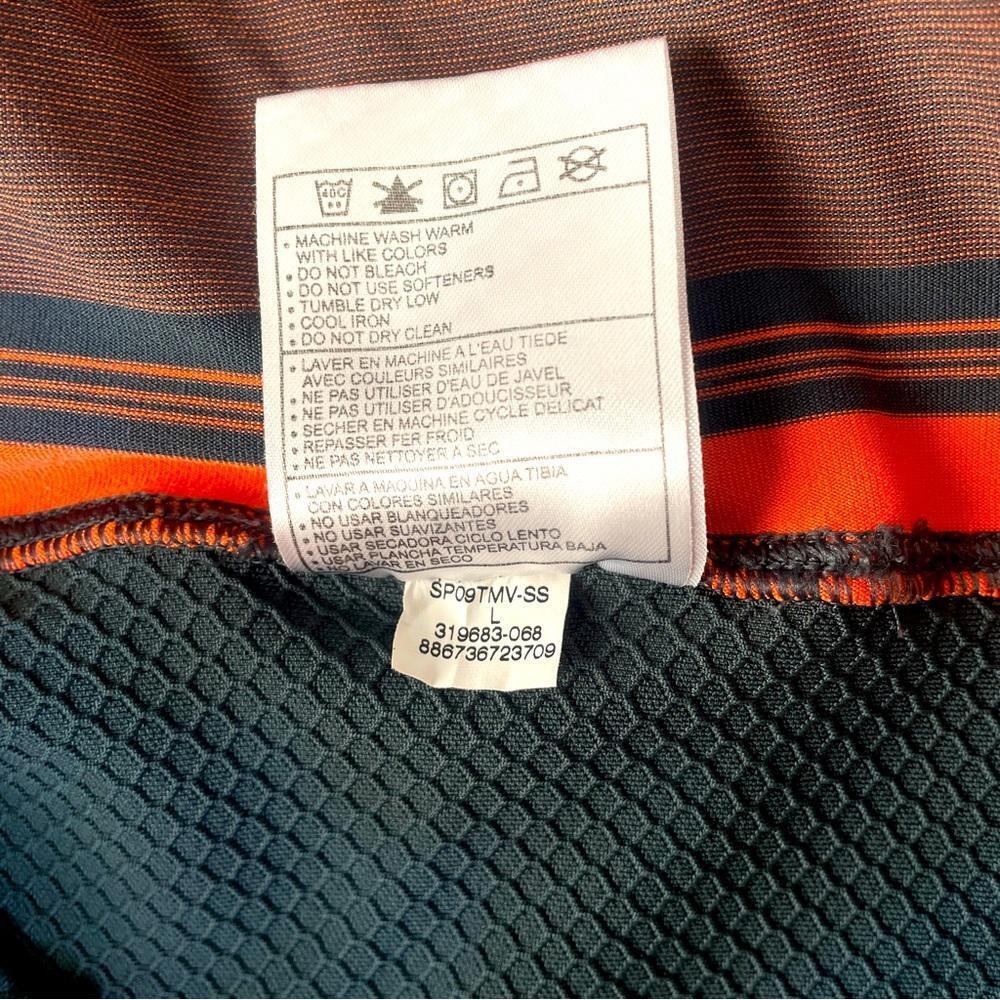 40C
• MACHINE WASH WARM
WITH LIKE COLORS
• DO NOT BLEACH
• DO NOT USE SOFTENERS
• TUMBLE DRY LOW
• COOL IRON
• DO NOT DRY CLEAN
• LAVER EN MACHINE A L'EAU TIEDE
AVEC COULEURS SIMILAIRES
• NE PAS UTILISER D'EAU DE JAVEL
• NE PAS UTILISER D'ADOUCISSEUR
• SECHER EN MACHINE CYCLE DELICAT
• REPASSER FER FROID
• NE PAS NETTOYER A SEC
• LAVAR A MAQUINA EN AGUA TIBIA
CON COLORES SIMILARES
• NO USAR BLANQUEADORES
• NO USAR SUAVIZANTES
• USAR SECADORA CICLO LENTO
• USAR PLANCHA TEMPERATURA BAJA
LAVAR EN SECO
SP09TMV-SS
L
319683-068
886736723709